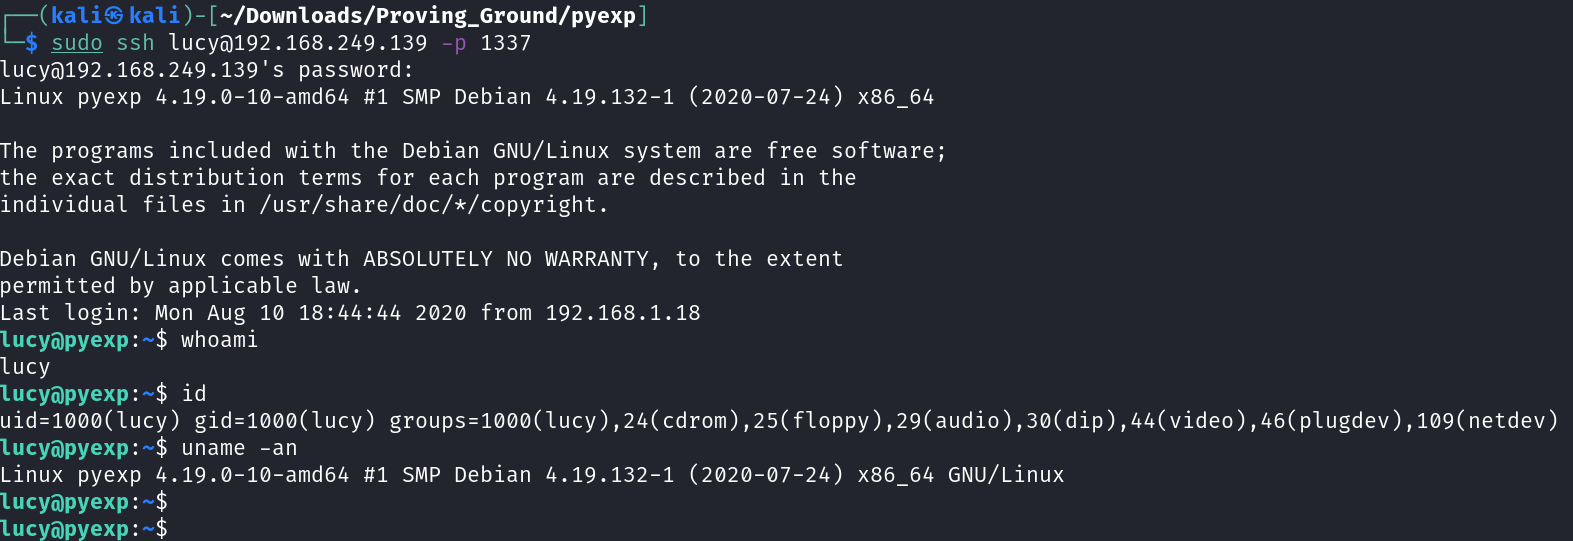 ┌──(kali㉿kali)-[~/Downloads/Proving_Ground/pyexp]
└─$ sudo ssh lucy@192.168.249.139 -p 1337
lucy@192.168.249.139's password:
Linux pyexp 4.19.0-10-amd64 #1 SMP Debian 4.19.132-1 (2020-07-24) x86_64

The programs included with the Debian GNU/Linux system are free software;
the exact distribution terms for each program are described in the
individual files in /usr/share/doc/*/copyright.

Debian GNU/Linux comes with ABSOLUTELY NO WARRANTY, to the extent
permitted by applicable law.
Last login: Mon Aug 10 18:44:44 2020 from 192.168.1.18
lucy@pyexp:~$ whoami
lucy
lucy@pyexp:~$ id
uid=1000(lucy) gid=1000(lucy) groups=1000(lucy),24(cdrom),25(floppy),29(audio),30(dip),44(video),46(plugdev),109(netdev)
lucy@pyexp:~$ uname -an
Linux pyexp 4.19.0-10-amd64 #1 SMP Debian 4.19.132-1 (2020-07-24) x86_64 GNU/Linux
lucy@pyexp:~$
lucy@pyexp:~$